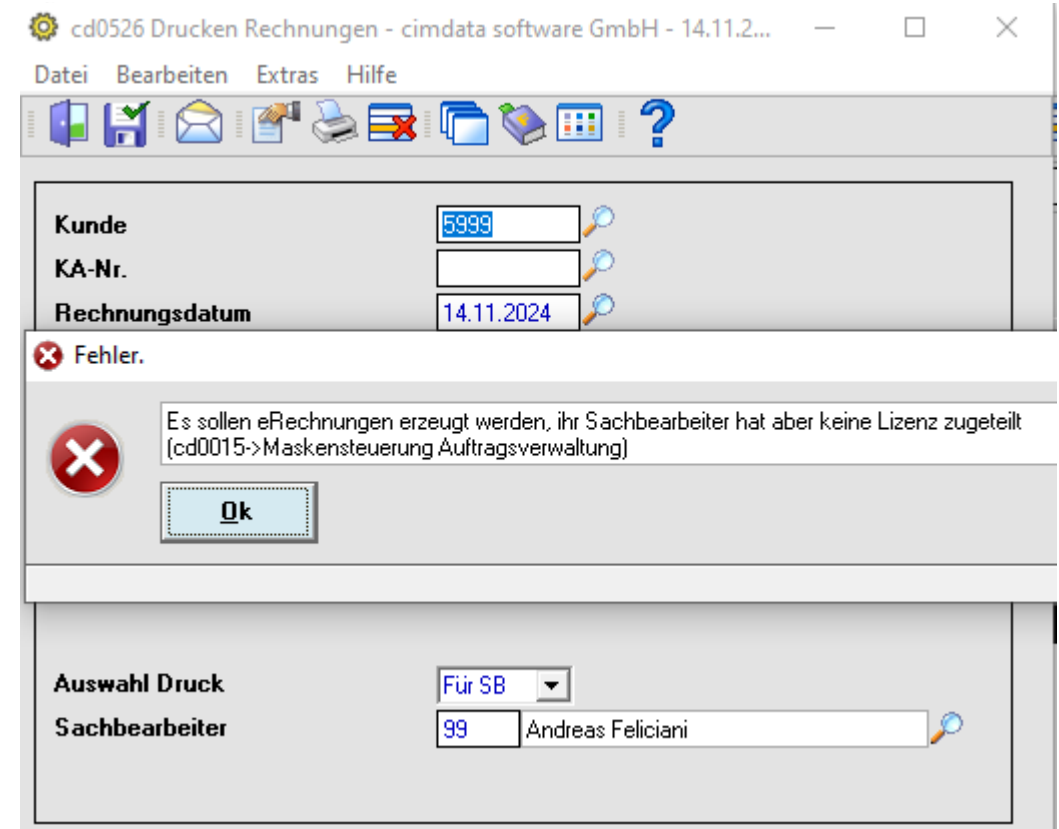 cd0526 Drucken Rechnungen - cimdata software GmbH - 14.11.2...
Datei Bearbeiten Extras Hilfe
Kunde 5999
KA-Nr.
Rechnungsdatum 14.11.2024
Fehler.
Es sollen eRechnungen erzeugt werden, ihr Sachbearbeiter hat aber keine Lizenz zugeteilt
(cd0015->Maskensteuerung Auftragsverwaltung)
Ok
Auswahl Druck Für SB
Sachbearbeiter 99 Andreas Feliciani